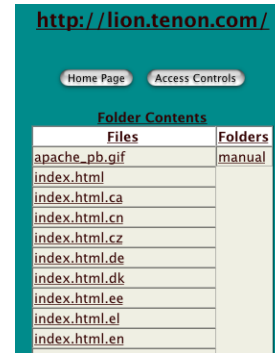 http://lion.tenon.com/
Home Page Access Controls
Folder Contents
Files Folders
apache_pb.gif manual
index.html
index.html.ca
index.html.cn
index.html.cz
index.html.de
index.html.dk
index.html.ee
index.html.el
index.html.en